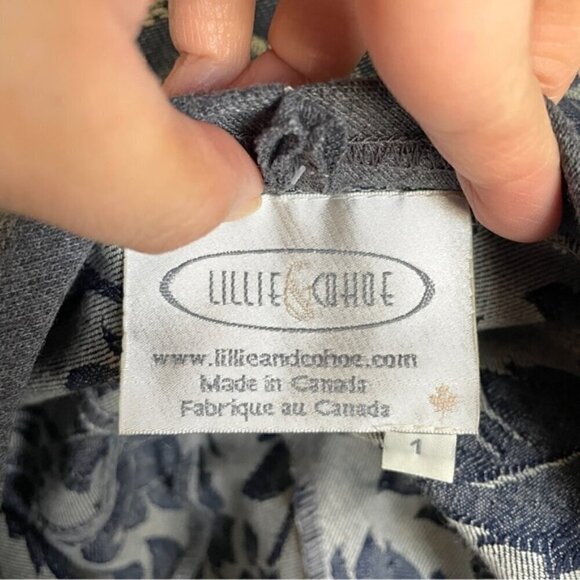 LILLIE & COHOE
www.lillieandcohoe.com
Made in Canada
Fabrique au Canada
1